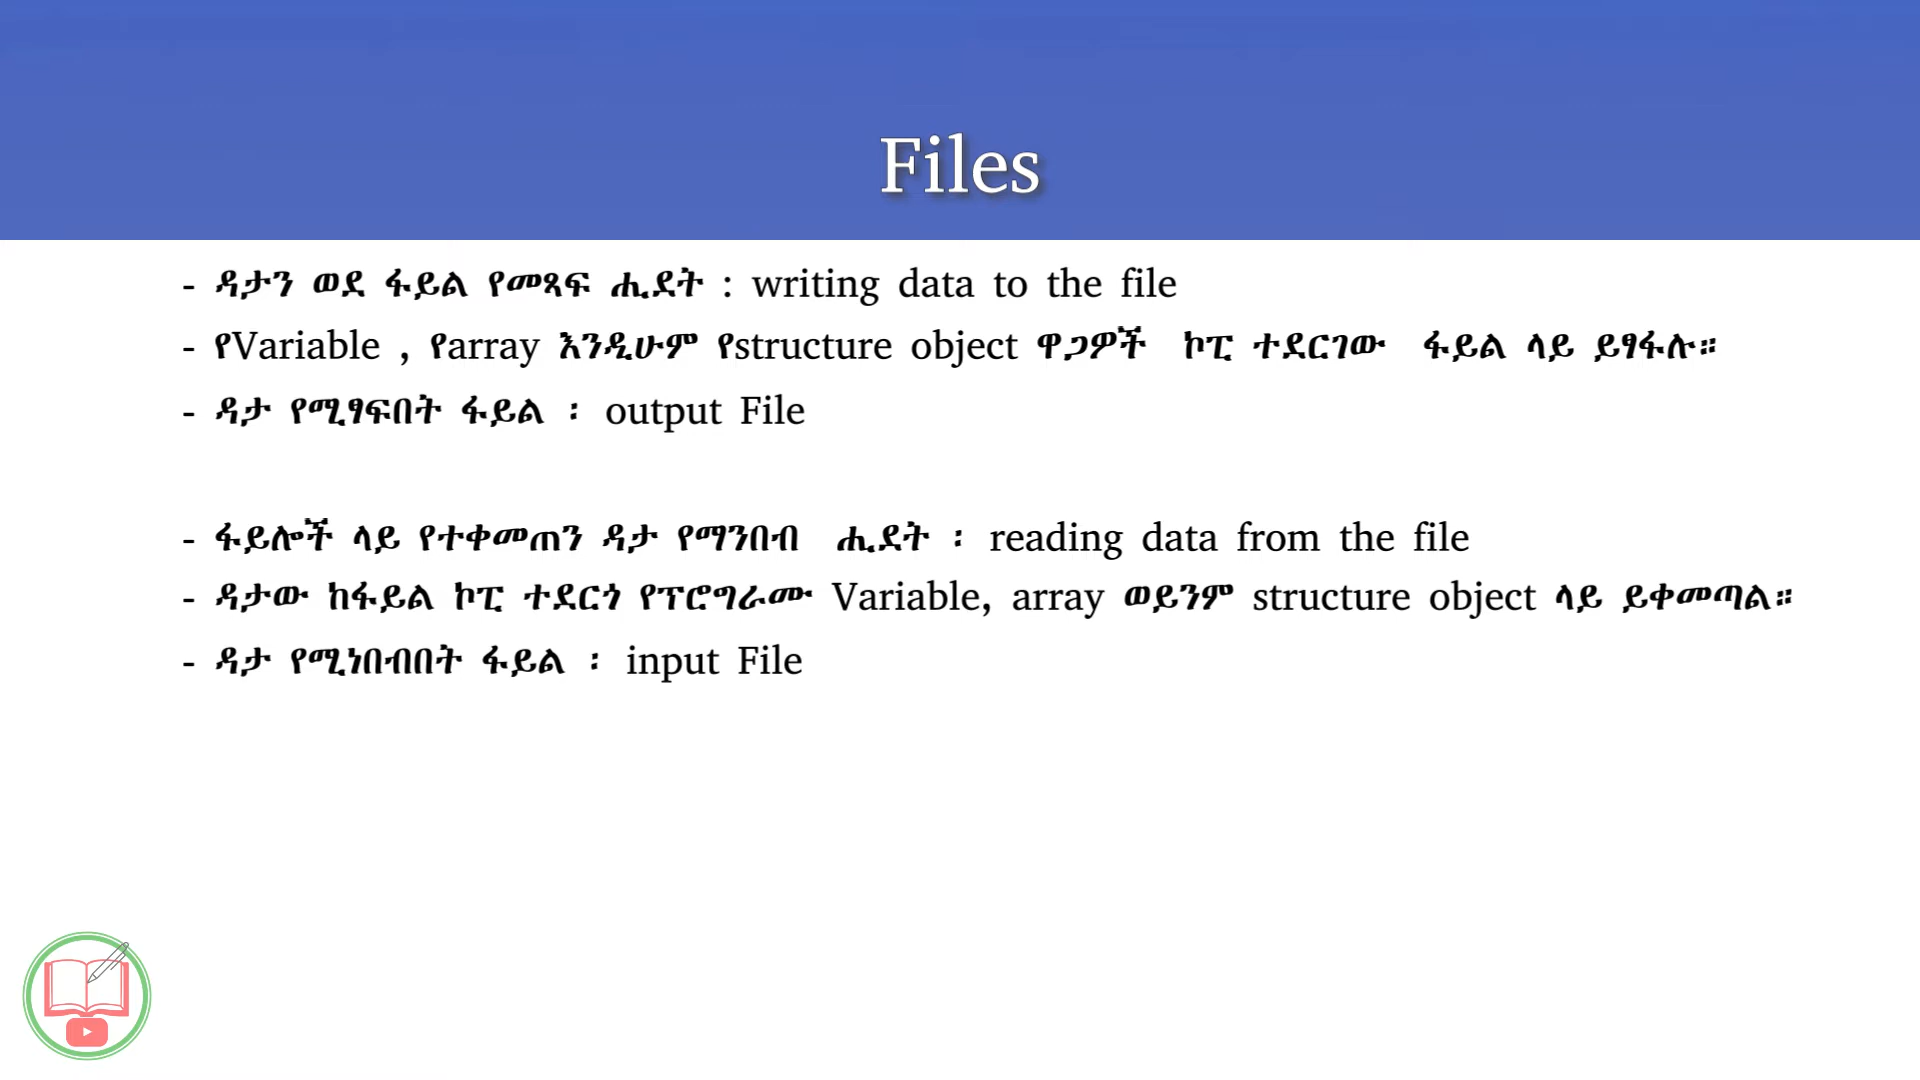 Files
- ዳታን ወደ ፋይል የመጻፍ ሒደት : writing data to the file
- የVariable , የarray እንዲሁም የstructure object ዋጋዎች ኮፒ ተደርገው ፋይል ላይ ይፃፋሉ።
- ዳታ የሚፃፍበት ፋይል ፡ output File
- ፋይሎች ላይ የተቀመጠን ዳታ የማንበብ ሒደት ፡ reading data from the file
- ዳታው ከፋይል ኮፒ ተደርጎ የፕሮግራሙ Variable, array ወይንም structure object ላይ ይቀመጣል።
- ዳታ የሚነበብበት ፋይል ፡ input File